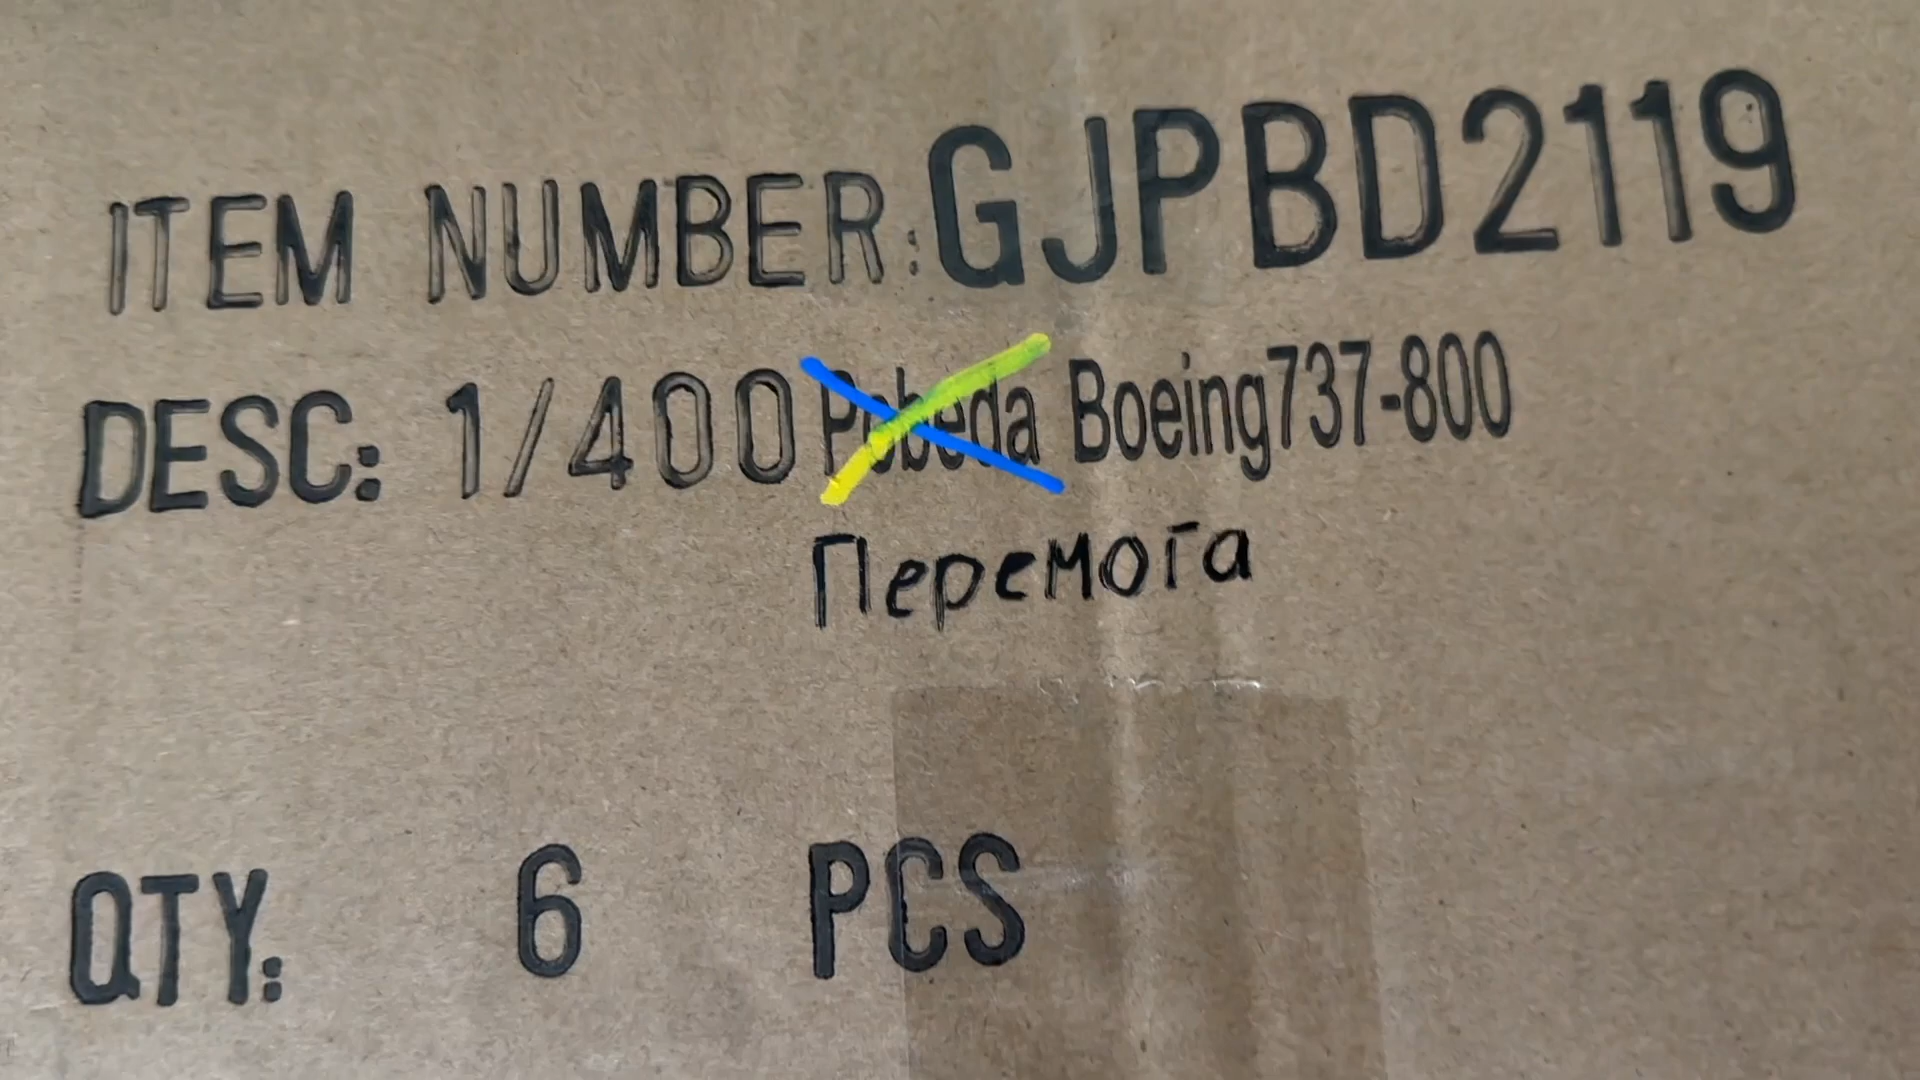 ITEM NUMBER: GJPBD2119
DESC: 1/400 Pobeda Boeing737-800
Перемога
QTY: 6 PCS